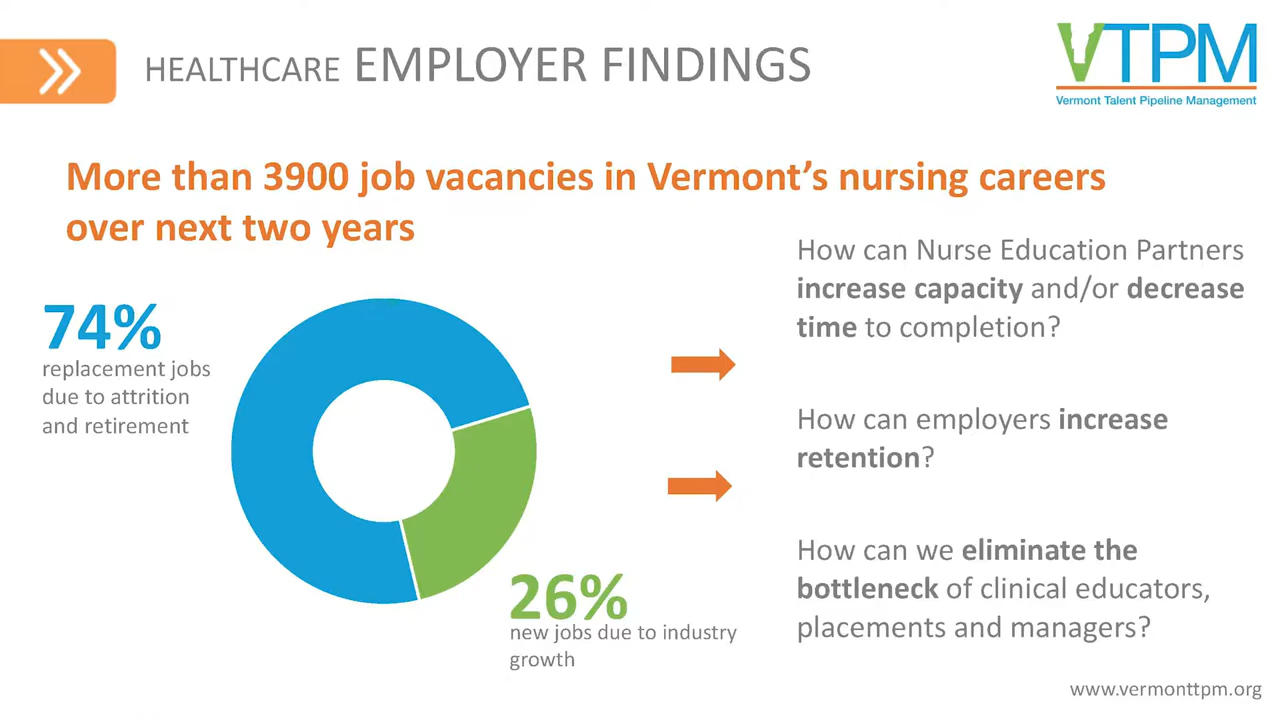 HEALTHCARE EMPLOYER FINDINGS
VTPM
Vermont Talent Pipeline Management
More than 3900 job vacancies in Vermont’s nursing careers
over next two years
74%
replacement jobs
due to attrition
and retirement
26%
new jobs due to industry
growth
How can Nurse Education Partners
increase capacity and/or decrease
time to completion?
How can employers increase
retention?
How can we eliminate the
bottleneck of clinical educators,
placements and managers?
www.vermonttpm.org